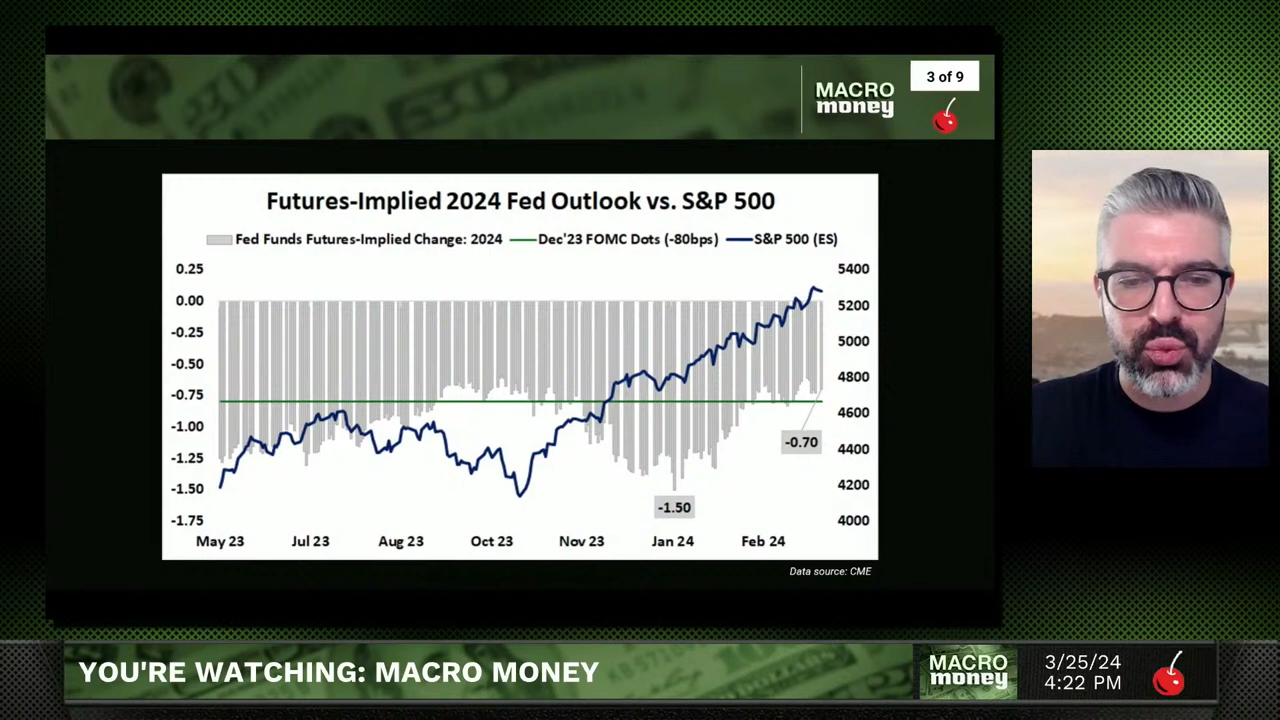 MACRO
money
3 of 9
Futures-Implied 2024 Fed Outlook vs. S&P 500
Fed Funds Futures-Implied Change: 2024 Dec'23 FOMC Dots (-80bps) S&P 500 (ES)
0.25 5400
0.00 5200
-0.25 5000
-0.50 4800
-0.75 4600
-1.00 4400
-1.25 4200
-1.50 4000
-1.75
-0.70
-1.50
May 23 Jul 23 Aug 23 Oct 23 Nov 23 Jan 24 Feb 24
Data source: CME
YOU'RE WATCHING: MACRO MONEY
MACRO
money
3/25/24
4:22 PM